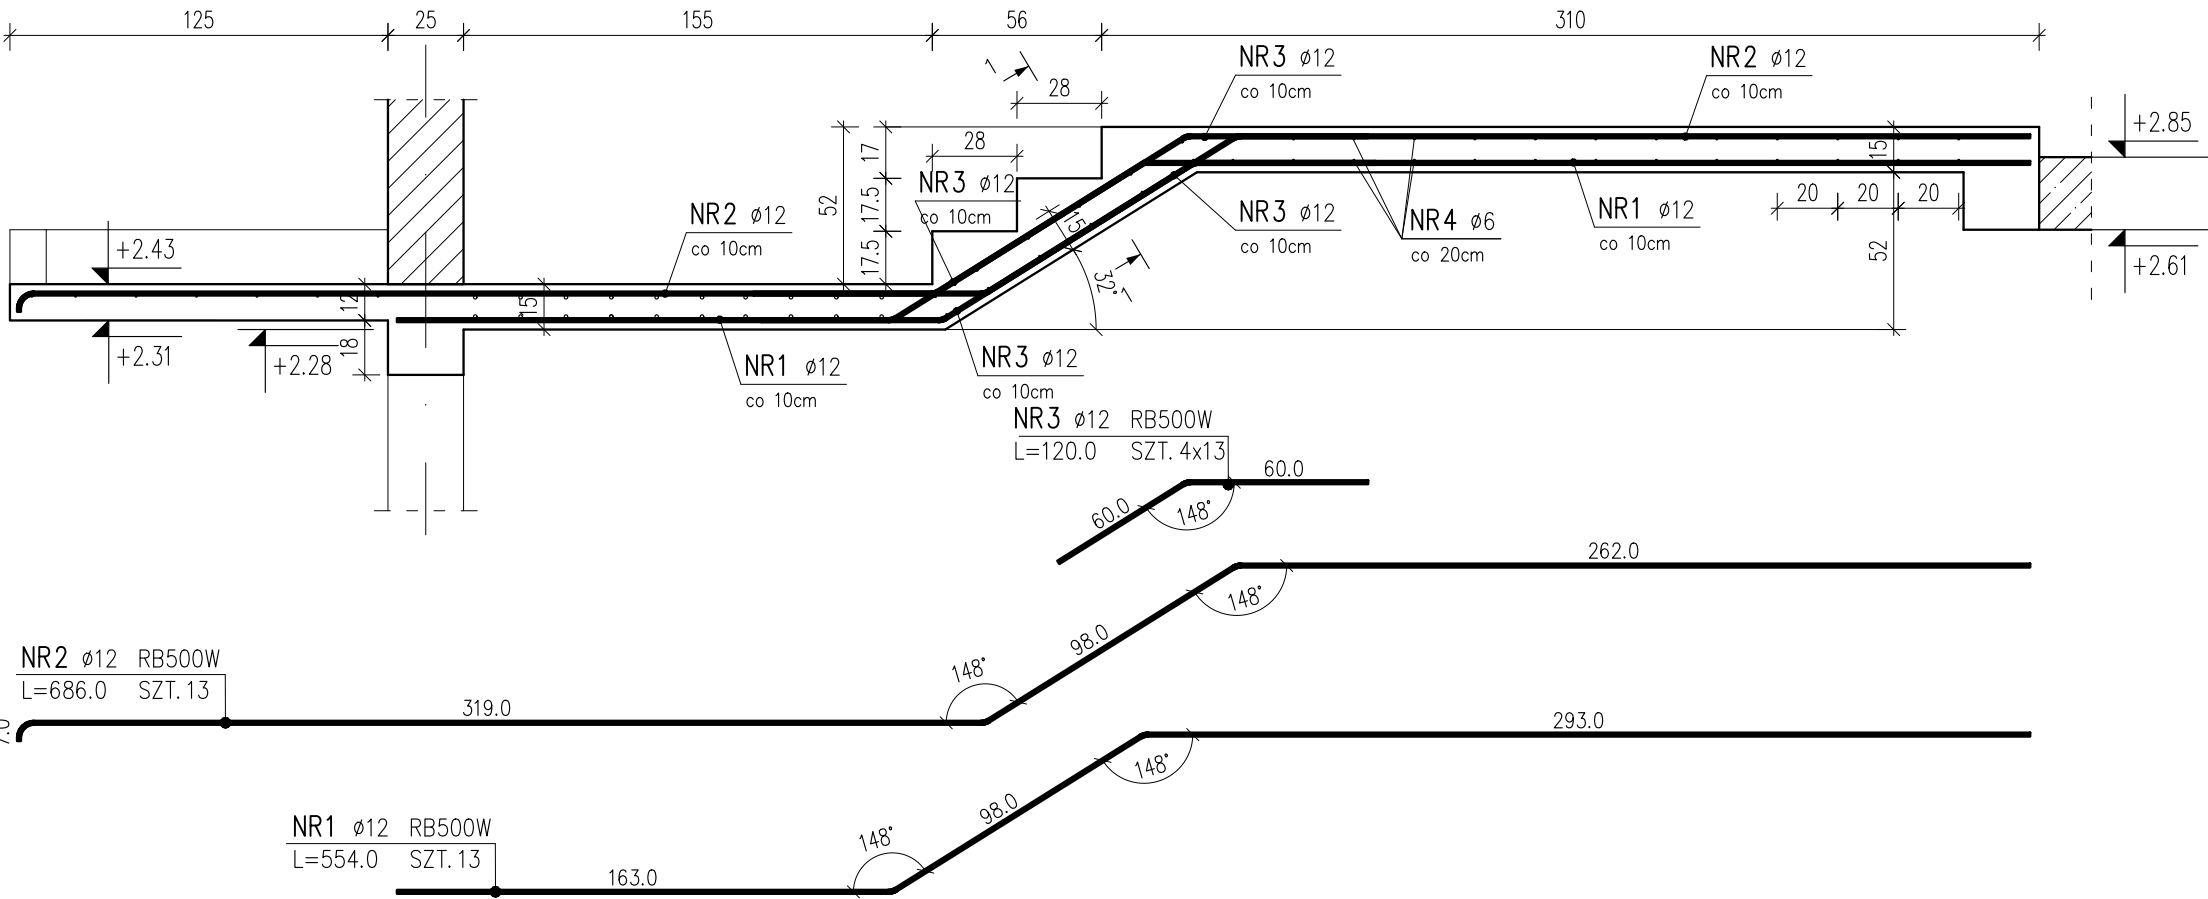 125
25
155
56
310
1
28
28
NR3 ø12
co 10cm
NR2 ø12
co 10cm
+2.85
17
17.5
17.5
52
15
NR3 ø12
co 10cm
NR2 ø12
co 10cm
NR3 ø12
co 10cm
NR4 ø6
co 20cm
NR1 ø12
co 10cm
20
20
20
52
+2.61
+2.43
+2.31
+2.28
12
18
15
15
32°
1
NR1 ø12
co 10cm
NR3 ø12
co 10cm
NR3 ø12 RB500W
L=120.0 SZT. 4x13
60.0
60.0
148°
262.0
148°
98.0
148°
NR2 ø12 RB500W
L=686.0 SZT. 13
319.0
7.0
293.0
148°
98.0
148°
NR1 ø12 RB500W
L=554.0 SZT. 13
163.0